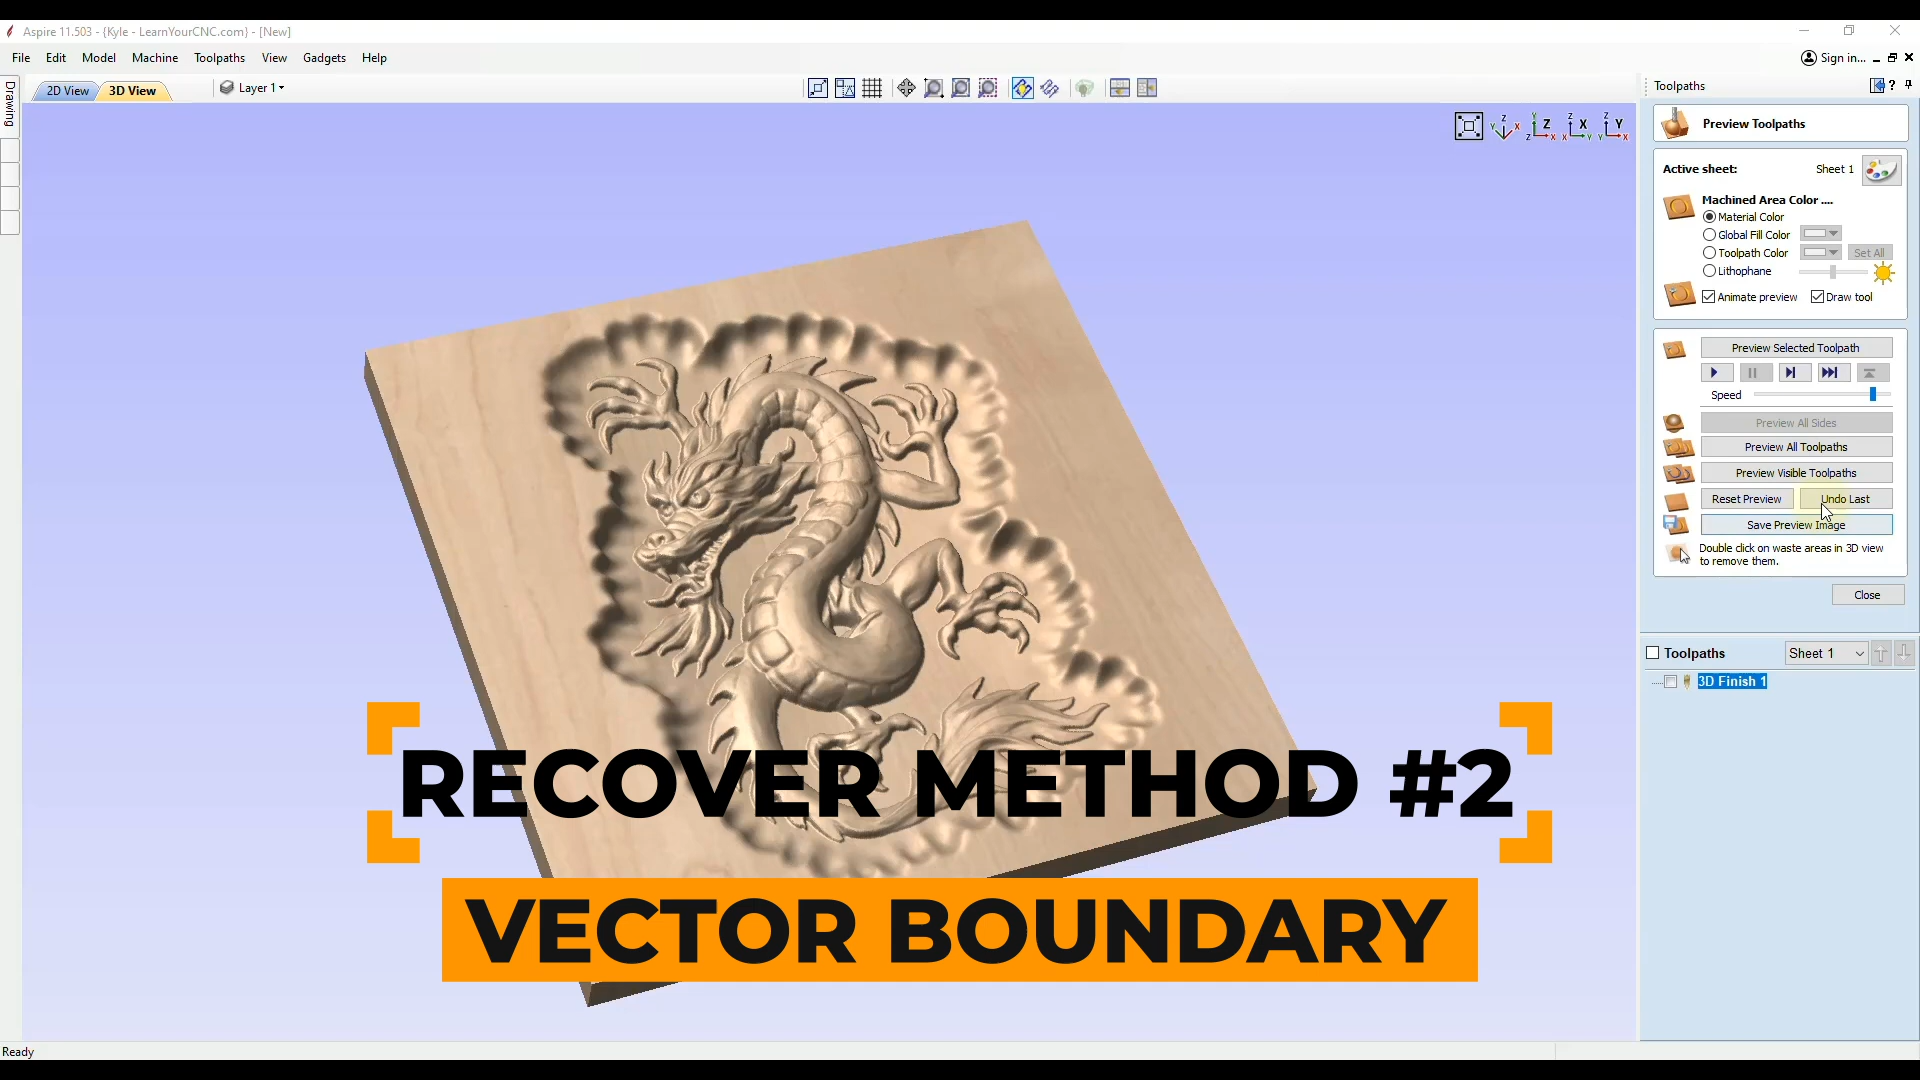 Aspire 11.503 - {Kyle - LearnYourCNC.com} - [New]
File Edit Model Machine Toolpaths View Gadgets Help
Sign in...
Drawing
2D View 3D View Layer 1
Toolpaths
Preview Toolpaths
Active sheet: Sheet 1
Machined Area Color ....
Material Color
Global Fill Color
Toolpath Color Set All
Lithophane
Animate preview Draw tool
Preview Selected Toolpath
Speed
Preview All Sides
Preview All Toolpaths
Preview Visible Toolpaths
Reset Preview Undo Last
Save Preview Image
Double click on waste areas in 3D view
to remove them.
Close
Toolpaths Sheet 1
3D Finish 1
RECOVER METHOD #2
VECTOR BOUNDARY
Ready